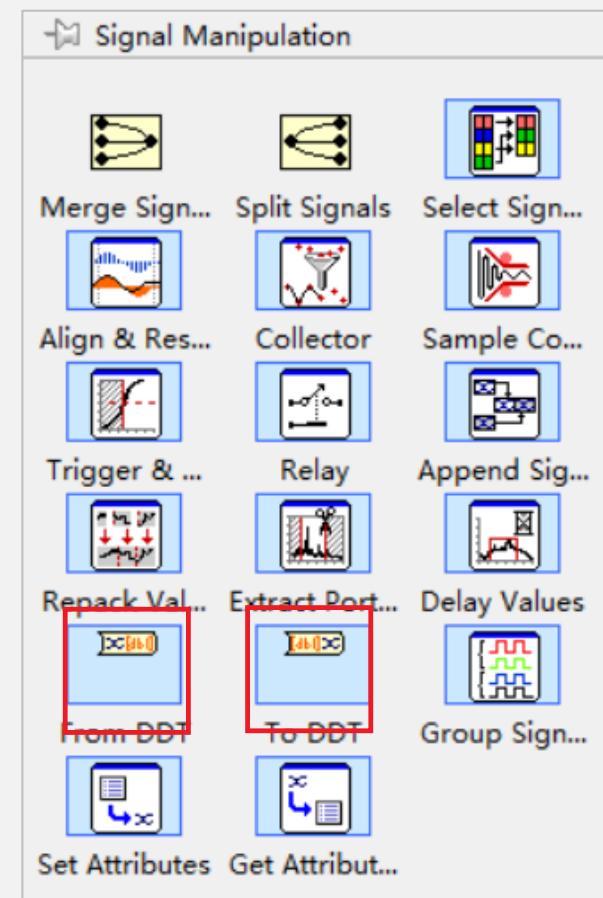 Signal Manipulation
Merge Sign... Split Signals Select Sign...
Align & Res... Collector Sample Co...
Trigger & ... Relay Append Sig...
Repack Val... Extract Port... Delay Values
From DDT To DDT Group Sign...
Set Attributes Get Attribut...